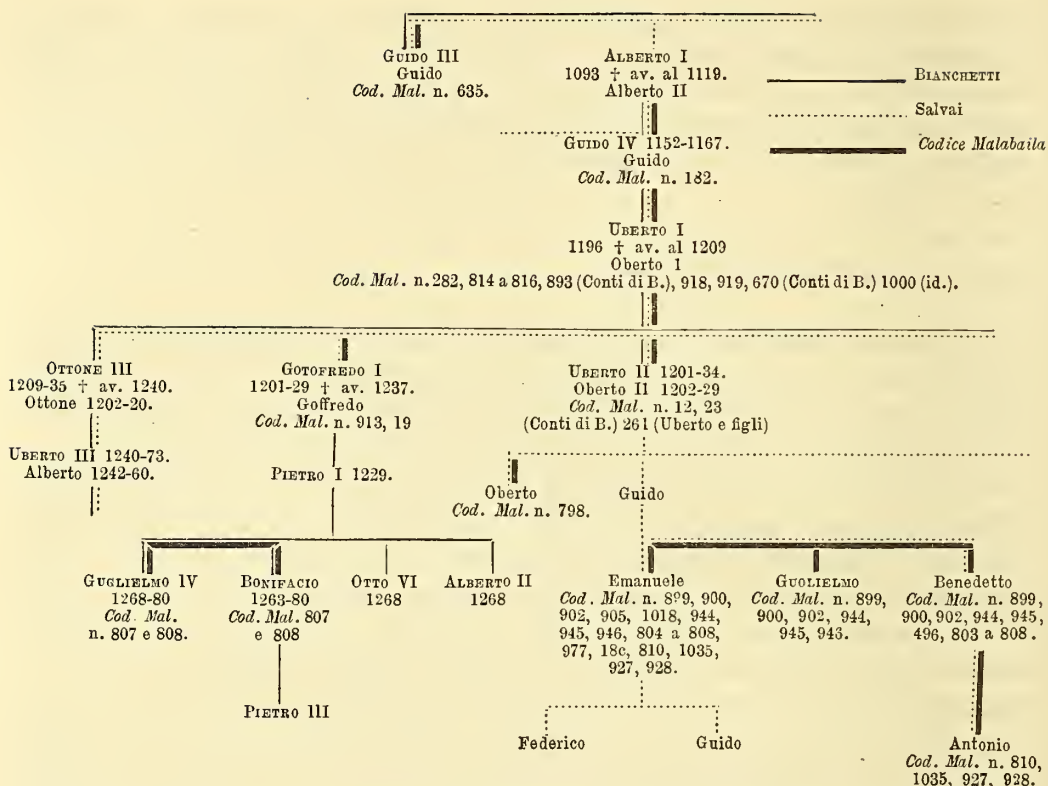 GUIDO III
Guido
Cod. Mal. n. 635.
ALBERTO I
1093 † av. al 1119.
Alberto II
BIANCHETTI
Salvai
Codice Malabaila
GUIDO IV 1152-1167.
Guido
Cod. Mal. n. 182.
UBERTO I
1196 † av. al 1209
Oberto I
Cod. Mal. n. 282, 814 a 816, 893 (Conti di B.), 918, 919, 670 (Conti di B.) 1000 (id.).
OTTONE III
1209-35 † av. 1240.
Ottone 1202-20.
GOTOFREDO I
1201-29 † av. 1237.
Goffredo
Cod. Mal. n. 913, 19
UBERTO II 1201-34.
Oberto II 1202-29
Cod. Mal. n. 12, 23
(Conti di B.) 261 (Uberto e figli)
UBERTO III 1240-73.
Alberto 1242-60.
PIETRO I 1229.
Oberto
Cod. Mal. n. 798.
Guido
GUGLIELMO IV
1268-80
Cod. Mal.
n. 807 e 808.
BONIFACIO
1263-80
Cod. Mal. 807
e 808
OTTO VI
1268
ALBERTO II
1268
Emanuele
Cod. Mal. n. 899, 900,
902, 905, 1018, 944,
945, 946, 804 a 808,
977, 18c, 810, 1035,
927, 928.
GUGLIELMO
Cod. Mal. n. 899,
900, 902, 944,
945, 943.
Benedetto
Cod. Mal. n. 899,
900, 902, 944, 945,
496, 803 a 808.
PIETRO III
Federico
Guido
Antonio
Cod. Mal. n. 810,
1035, 927, 928.